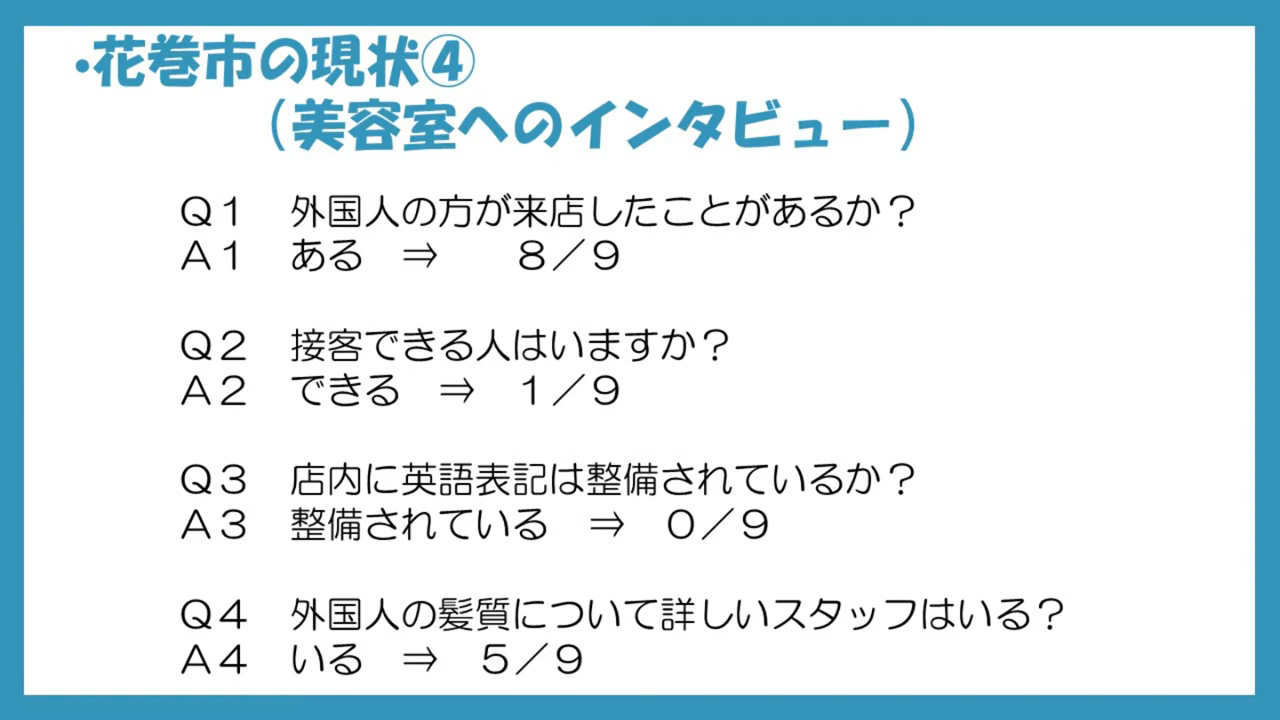 ・花巻市の現状④
（美容室へのインタビュー）
Ｑ１　外国人の方が来店したことがあるか？
Ａ１　ある　⇒　　８／９
Ｑ２　接客できる人はいますか？
Ａ２　できる　⇒　１／９
Ｑ３　店内に英語表記は整備されているか？
Ａ３　整備されている　⇒　０／９
Ｑ４　外国人の髪質について詳しいスタッフはいる？
Ａ４　いる　⇒　５／９